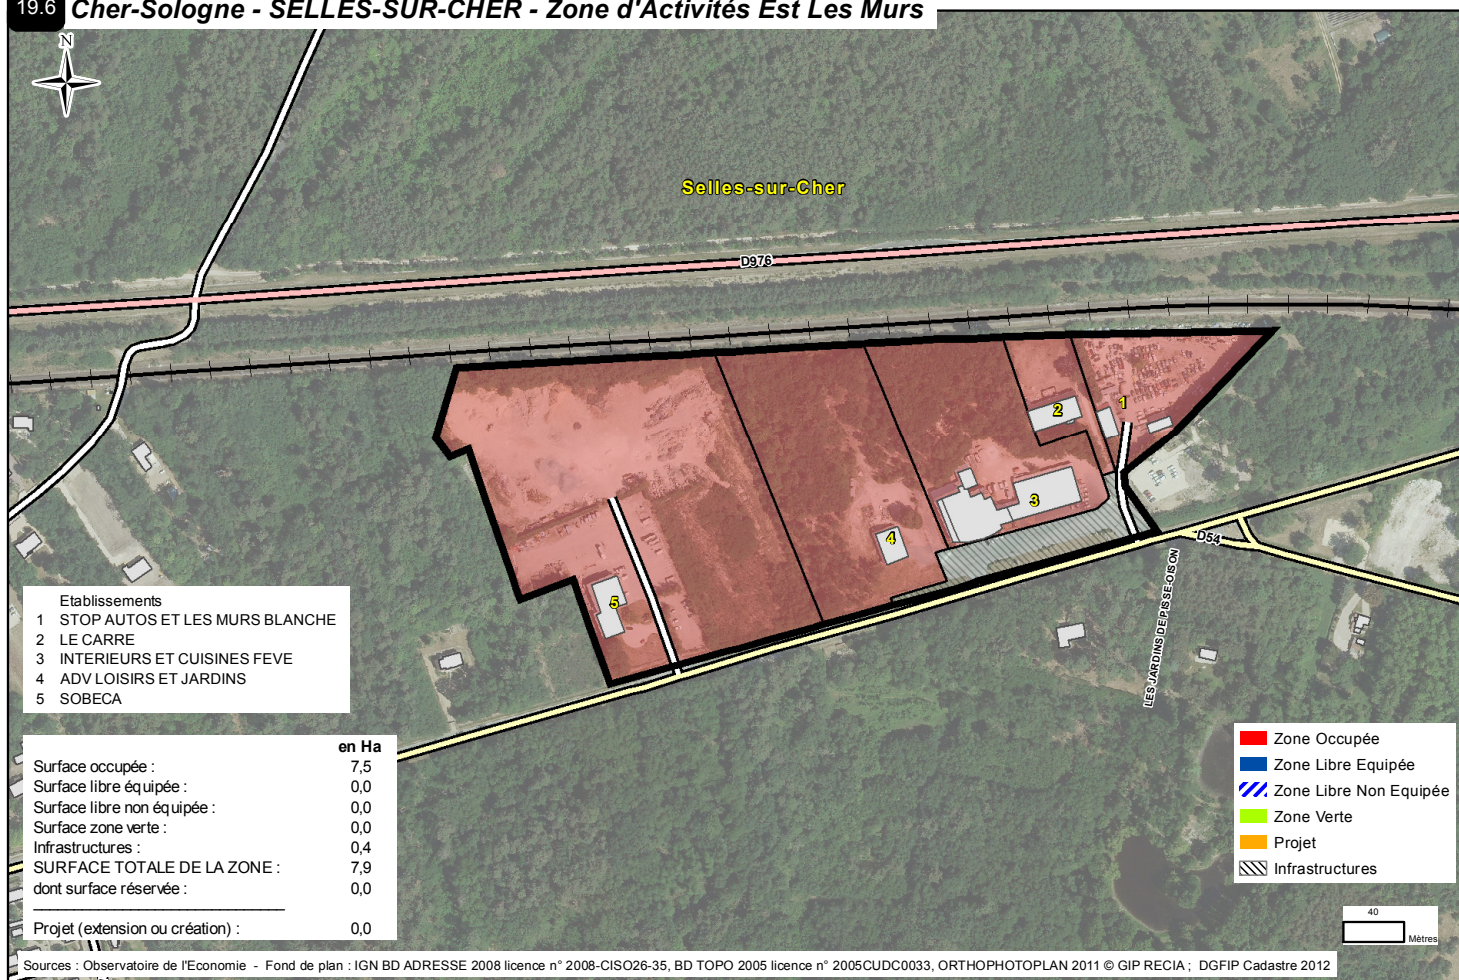 19.6 Cher-Sologne - SELLES-SUR-CHER - Zone d'Activités Est Les Murs
N
Selles-sur-Cher
D976
1
2
3
4
5
D54
LES JARDINS DE PISSE-OISON
Etablissements
1 STOP AUTOS ET LES MURS BLANCHE
2 LE CARRE
3 INTERIEURS ET CUISINES FEVE
4 ADV LOISIRS ET JARDINS
5 SOBECA
en Ha
Surface occupée : 7,5
Surface libre équipée : 0,0
Surface libre non équipée : 0,0
Surface zone verte : 0,0
Infrastructures : 0,4
SURFACE TOTALE DE LA ZONE : 7,9
dont surface réservée : 0,0
Projet (extension ou création) : 0,0
Zone Occupée
Zone Libre Equipée
Zone Libre Non Equipée
Zone Verte
Projet
Infrastructures
40
Mètres
Sources : Observatoire de l'Economie - Fond de plan : IGN BD ADRESSE 2008 licence n° 2008-CISO26-35, BD TOPO 2005 licence n° 2005CUDC0033, ORTHOPHOTOPLAN 2011 © GIP RECIA ; DGFIP Cadastre 2012